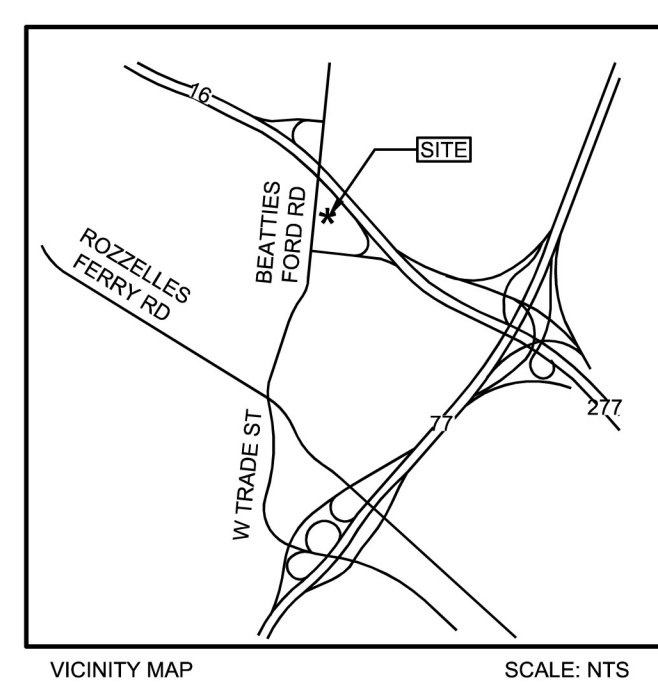 16
SITE
BEATTIES
FORD RD
ROZZELLES
FERRY RD
277
77
W TRADE ST
VICINITY MAP
SCALE: NTS